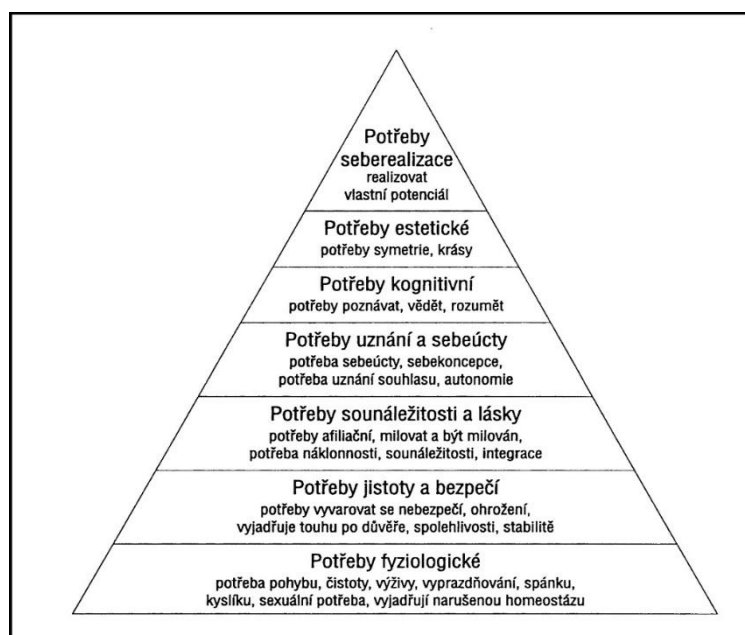 Potřeby
seberealizace
realizovat
vlastní potenciál
Potřeby estetické
potřeby symetrie, krásy
Potřeby kognitivní
potřeby poznávat, vědět, rozumět
Potřeby uznání a sebeúcty
potřeba sebeúcty, sebekoncepce,
potřeba uznání souhlasu, autonomie
Potřeby sounáležitosti a lásky
potřeby afiliační, milovat a být milován,
potřeba náklonnosti, sounáležitosti, integrace
Potřeby jistoty a bezpečí
potřeby vyvarovat se nebezpečí, ohrožení,
vyjadřuje touhu po důvěře, spolehlivosti, stabilitě
Potřeby fyziologické
potřeba pohybu, čistoty, výživy, vyprazdňování, spánku,
kyslíku, sexuální potřeba, vyjadřují narušenou homeostázu